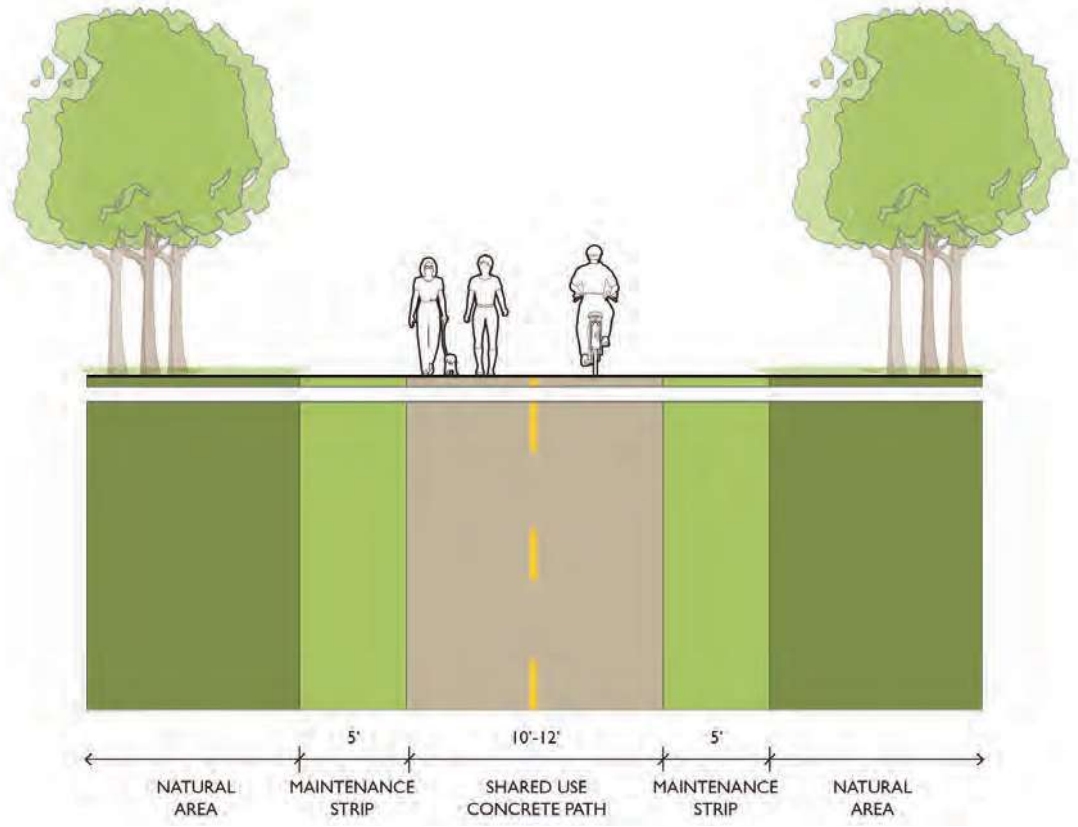 5' 10'-12' 5'
NATURAL AREA
MAINTENANCE STRIP
SHARED USE CONCRETE PATH
MAINTENANCE STRIP
NATURAL AREA